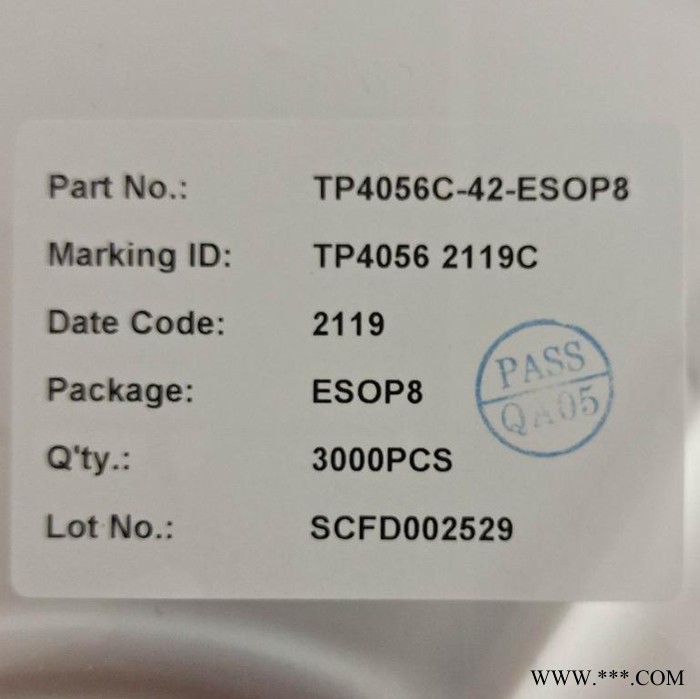 Part No.: TP4056C-42-ESOP8
Marking ID: TP4056 2119C
Date Code: 2119
Package: ESOP8
Q'ty.: 3000PCS
Lot No.: SCFD002529
PASS
QA05
WWW.***.COM